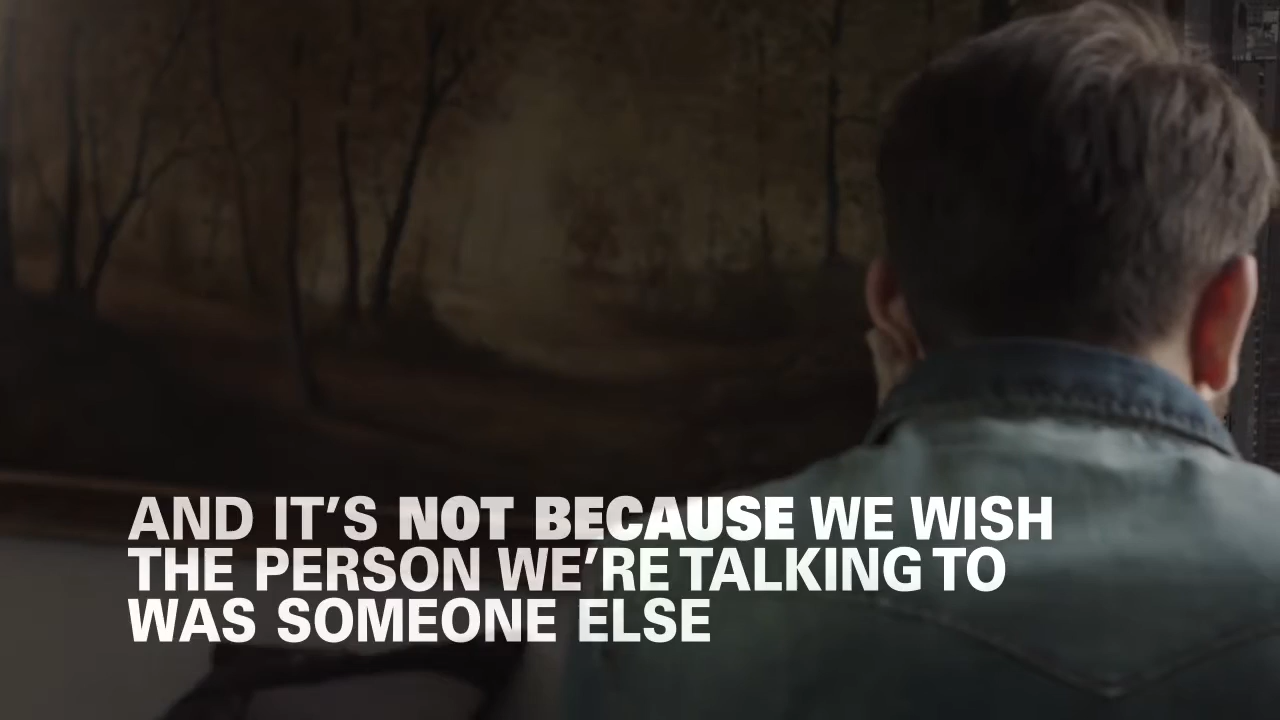 AND IT'S NOT BECAUSE WE WISH
THE PERSON WE'RE TALKING TO
WAS SOMEONE ELSE